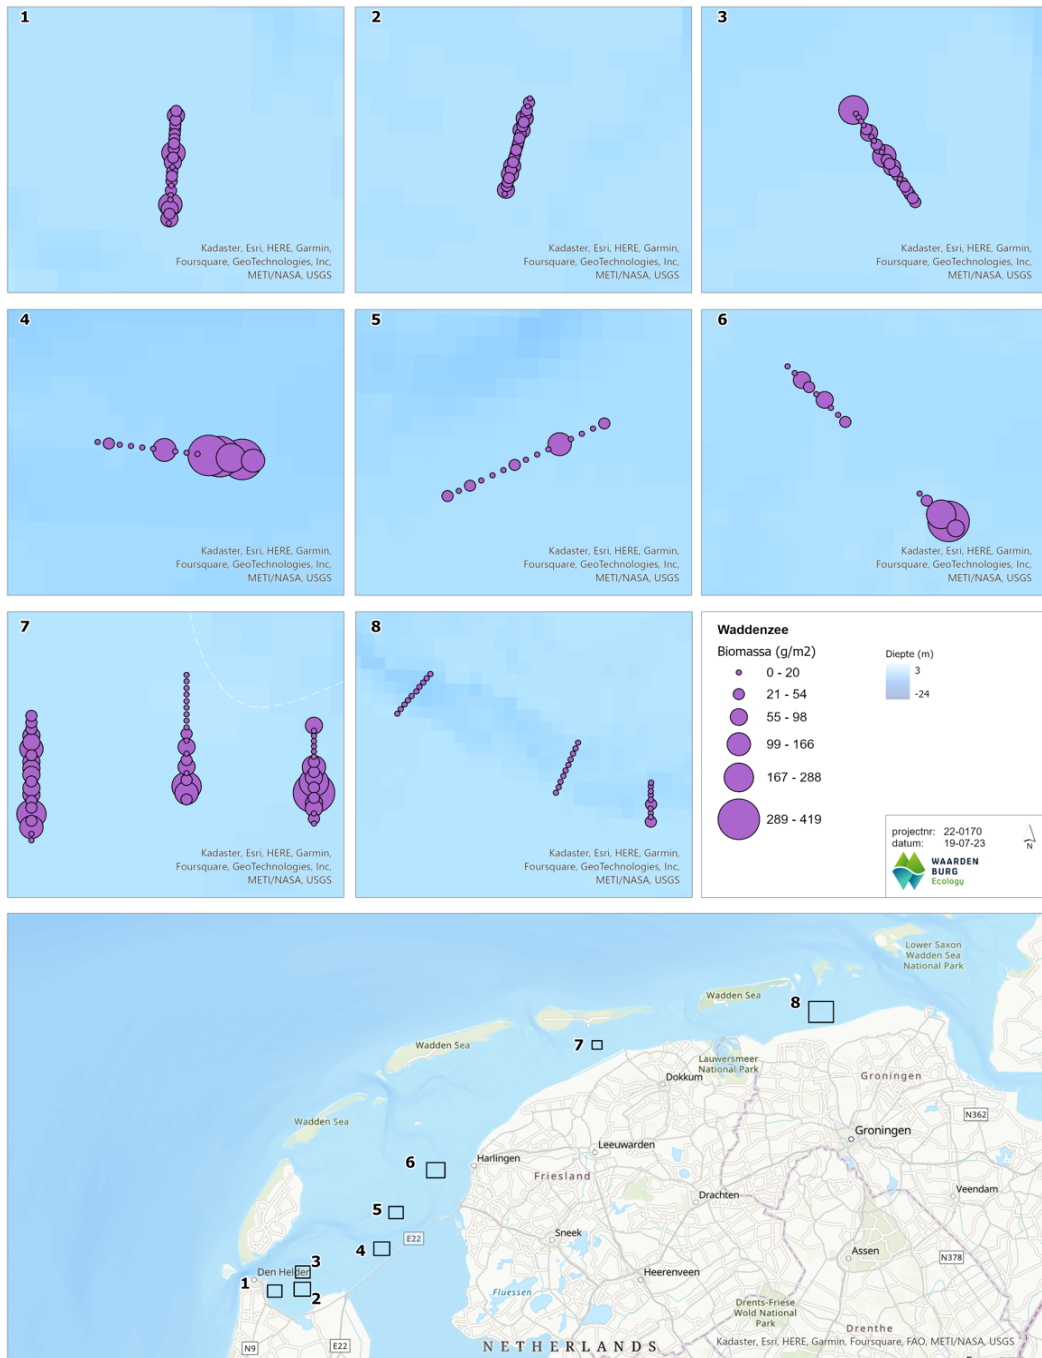 1
Kadaster, Esri, HERE, Garmin,
Foursquare, GeoTechnologies, Inc,
METI/NASA, USGS
2
Kadaster, Esri, HERE, Garmin,
Foursquare, GeoTechnologies, Inc,
METI/NASA, USGS
3
Kadaster, Esri, HERE, Garmin,
Foursquare, GeoTechnologies, Inc,
METI/NASA, USGS
4
Kadaster, Esri, HERE, Garmin,
Foursquare, GeoTechnologies, Inc,
METI/NASA, USGS
5
Kadaster, Esri, HERE, Garmin,
Foursquare, GeoTechnologies, Inc,
METI/NASA, USGS
6
Kadaster, Esri, HERE, Garmin,
Foursquare, GeoTechnologies, Inc,
METI/NASA, USGS
7
Kadaster, Esri, HERE, Garmin,
Foursquare, GeoTechnologies, Inc,
METI/NASA, USGS
8
Kadaster, Esri, HERE, Garmin,
Foursquare, GeoTechnologies, Inc,
METI/NASA, USGS
Waddenzee
Biomassa (g/m2)
0 - 20
21 - 54
55 - 98
99 - 166
167 - 288
289 - 419
Diepte (m)
3
-24
projectnr: 22-0170
datum: 19-07-23
N
WAARDEN
BURG
Ecology
Lower Saxon
Wadden Sea
National Park
Wadden Sea
8
Wadden Sea
7
Lauwersmeer
National Park
Dokkum
Groningen
Wadden Sea
N362
Groningen
Leeuwarden
Harlingen
6
Friesland
Veendam
Drachten
5
E22
Sneek
4
Assen
N378
3
Den Helder
Heerenveen
1
2
Fluessen
Drents-Friese
Wold National
Park
Drenthe
N9
E22
NETHERLANDS
Kadaster, Esri, HERE, Garmin, Foursquare, FAO, METI/NASA, USGS